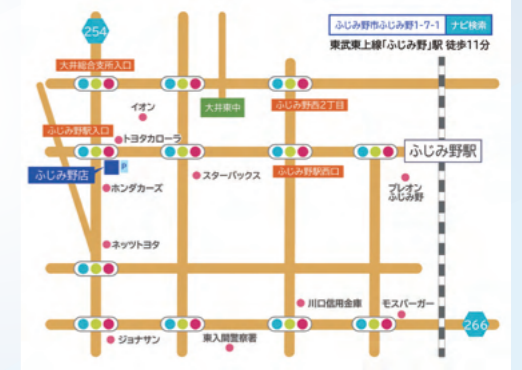 ふじみ野市ふじみ野1-7-1 ナビ検索
東武東上線「ふじみ野」駅 徒歩11分
254
大井総合支所入口
イオン
大井東中
ふじみ野西2丁目
ふじみ野駅入口
トヨタカローラ
ふじみ野駅
ふじみ野店
P
スターバックス
ふじみ野駅西口
ホンダカーズ
プレオン
ふじみ野
ネッツトヨタ
川口信用金庫
モスバーガー
266
ジョナサン
東入間警察署